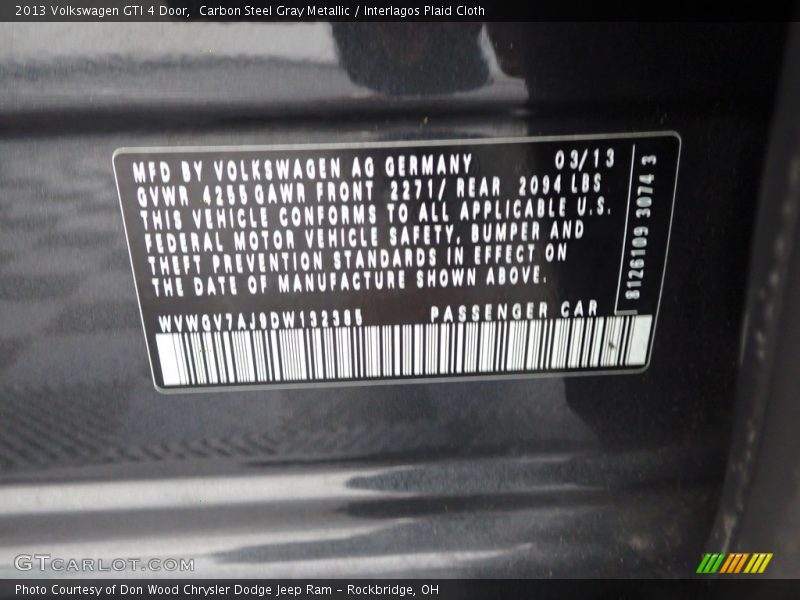 2013 Volkswagen GTI 4 Door, Carbon Steel Gray Metallic / Interlagos Plaid Cloth
MFD BY VOLKSWAGEN AG GERMANY 03/13
GVWR 4255 GAWR FRONT 2271/ REAR 2094 LBS
THIS VEHICLE CONFORMS TO ALL APPLICABLE U.S.
FEDERAL MOTOR VEHICLE SAFETY, BUMPER AND
THEFT PREVENTION STANDARDS IN EFFECT ON
THE DATE OF MANUFACTURE SHOWN ABOVE.
WVWGV7AJ9DW132385 PASSENGER CAR
8126109 3074 3
GTCARLOT.COM
Photo Courtesy of Don Wood Chrysler Dodge Jeep Ram - Rockbridge, OH